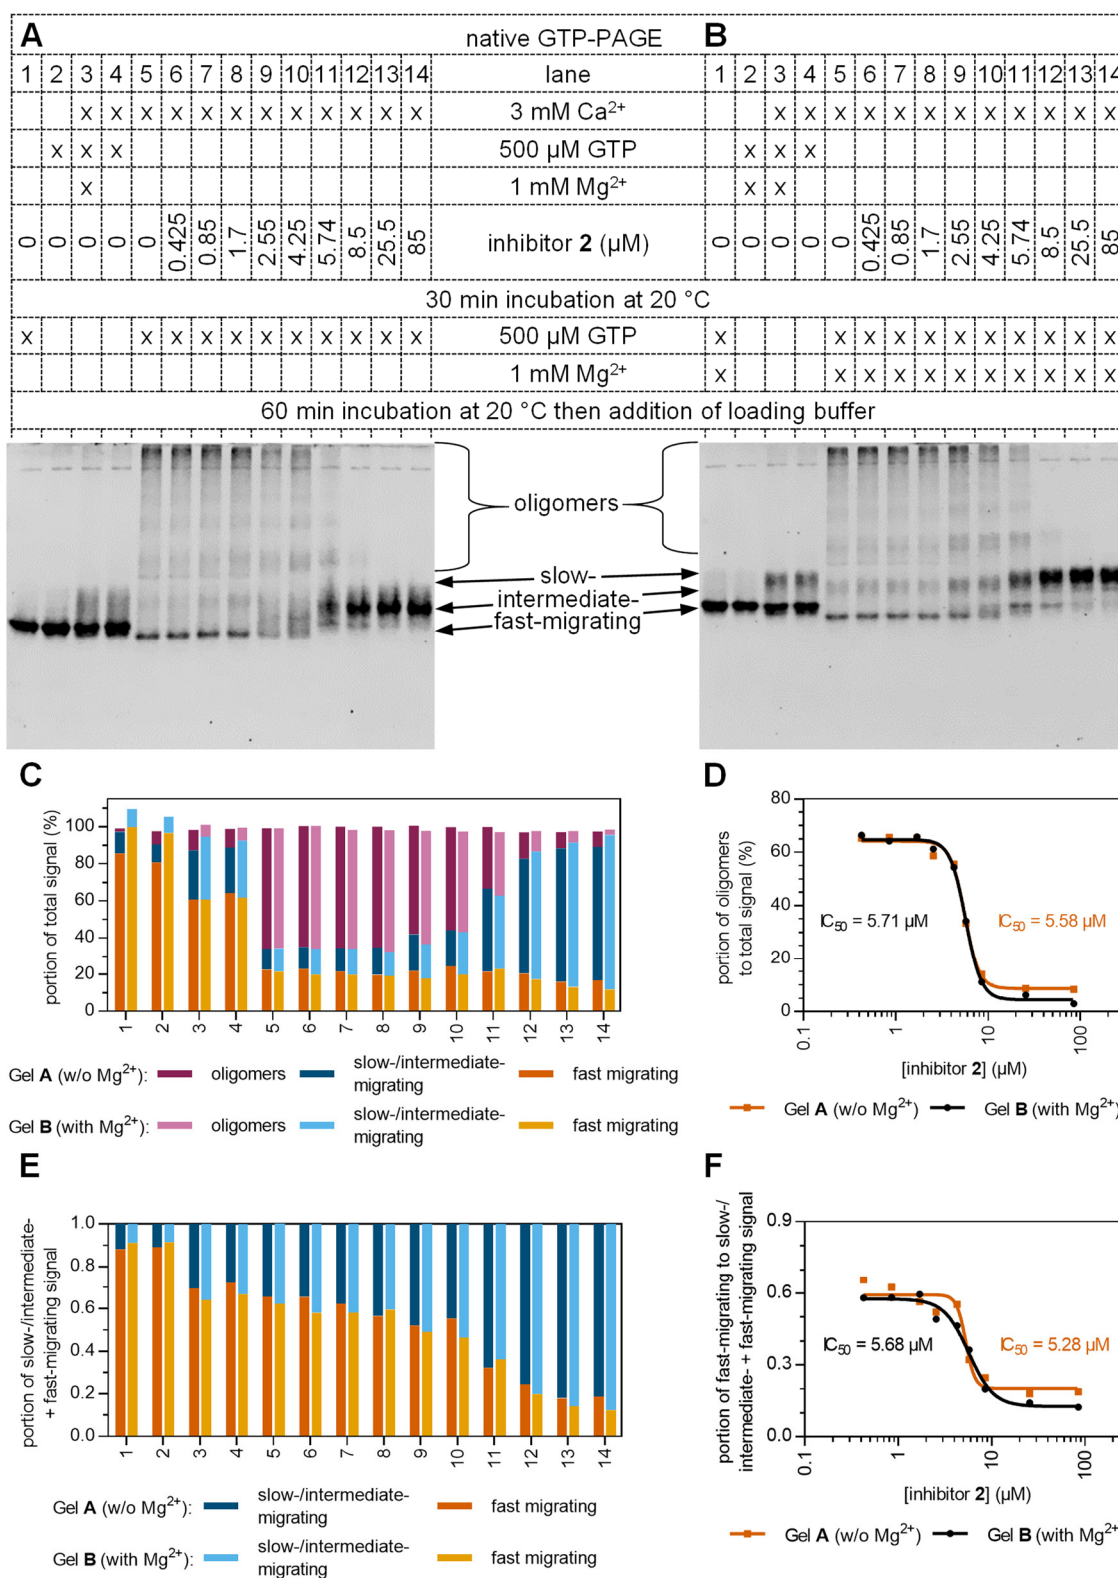 A
native GTP-PAGE
B
1 2 3 4 5 6 7 8 9 10 11 12 13 14 lane 1 2 3 4 5 6 7 8 9 10 11 12 13 14
x x x x x x x x x x x x 3 mM Ca²⁺ x x x x x x x x x x x x
x x x 500 µM GTP x x x
x 1 mM Mg²⁺ x x
0 0 0 0 0 0.425 0.85 1.7 2.55 4.25 5.74 8.5 25.5 85 inhibitor 2 (µM) 0 0 0 0 0 0.425 0.85 1.7 2.55 4.25 5.74 8.5 25.5 85
30 min incubation at 20 °C
x x x x x x x x x x x 500 µM GTP x x x x x x x x x x x
1 mM Mg²⁺ x x x x x x x x x x x
60 min incubation at 20 °C then addition of loading buffer
oligomers
slow-
intermediate-
fast-migrating
C
portion of total signal (%)
100
80
60
40
20
0
1 2 3 4 5 6 7 8 9 10 11 12 13 14
Gel A (w/o Mg²⁺): oligomers slow-/intermediate-
migrating fast migrating
Gel B (with Mg²⁺): oligomers slow-/intermediate-
migrating fast migrating
D
portion of oligomers
to total signal (%)
80
60
40
20
0
IC₅₀ = 5.71 µM IC₅₀ = 5.58 µM
0.1 1 10 100
[inhibitor 2] (µM)
Gel A (w/o Mg²⁺) Gel B (with Mg²⁺)
E
portion of slow-/intermediate-
+ fast-migrating signal
1.0
0.8
0.6
0.4
0.2
0.0
1 2 3 4 5 6 7 8 9 10 11 12 13 14
Gel A (w/o Mg²⁺): slow-/intermediate-
migrating fast migrating
Gel B (with Mg²⁺): slow-/intermediate-
migrating fast migrating
F
portion of fast-migrating to slow-/
intermediate- + fast-migrating signal
0.9
0.6
0.3
0.0
IC₅₀ = 5.68 µM IC₅₀ = 5.28 µM
0.1 1 10 100
[inhibitor 2] (µM)
Gel A (w/o Mg²⁺) Gel B (with Mg²⁺)